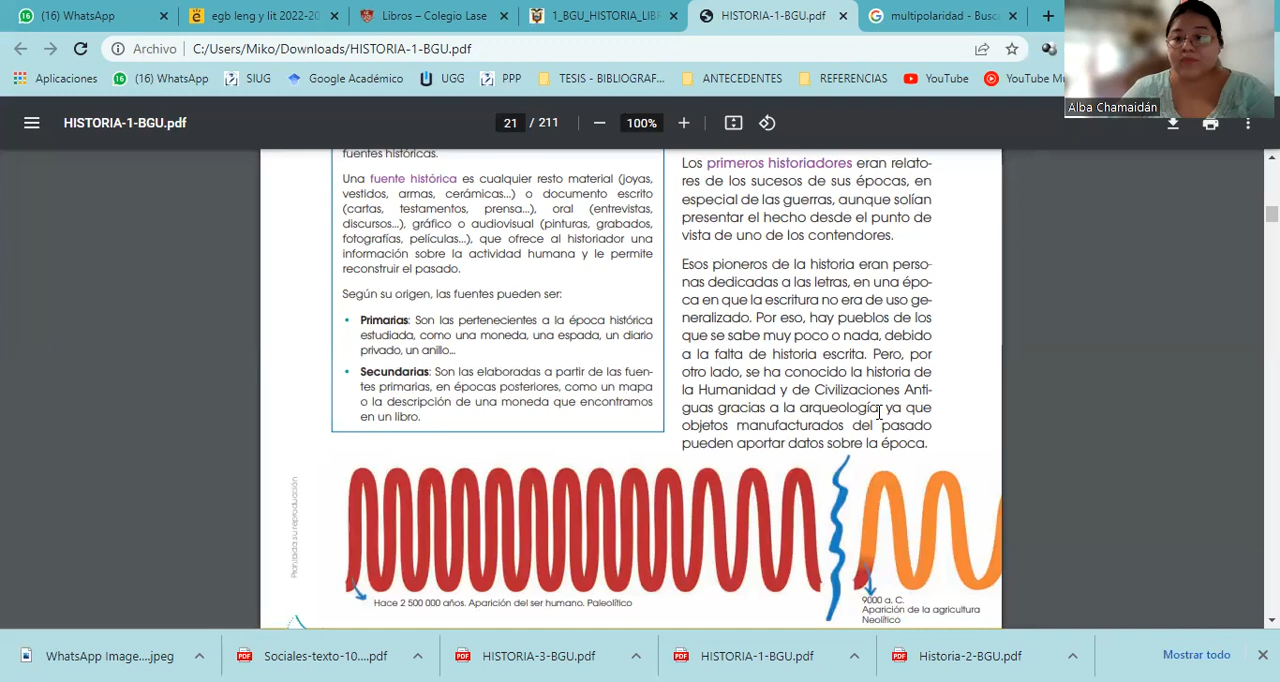 (16) WhatsApp
egb leng y lit 2022-20
Libros – Colegio Lase
1_BGU_HISTORIA_LIB
HISTORIA-1-BGU.pdf
multipolaridad - Busc
Archivo
C:/Users/Miko/Downloads/HISTORIA-1-BGU.pdf
Aplicaciones
(16) WhatsApp
SIUG
Google Académico
UGG
PPP
TESIS - BIBLIOGRAF...
ANTECEDENTES
REFERENCIAS
YouTube
YouTube Mu
Alba Chamaidán
HISTORIA-1-BGU.pdf
21 / 211
100%
fuentes históricas.
Una fuente histórica es cualquier resto material (joyas,
vestidos, armas, cerámicas...) o documento escrito
(cartas, testamentos, prensa...), oral (entrevistas,
discursos...), gráfico o audiovisual (pinturas, grabados,
fotografías, películas...), que ofrece al historiador una
información sobre la actividad humana y le permite
reconstruir el pasado.
Según su origen, las fuentes pueden ser:
• Primarias: Son las pertenecientes a la época histórica
estudiada, como una moneda, una espada, un diario
privado, un anillo...
• Secundarias: Son las elaboradas a partir de las fuen-
tes primarias, en épocas posteriores, como un mapa
o la descripción de una moneda que encontramos
en un libro.
Los primeros historiadores eran relato-
res de los sucesos de sus épocas, en
especial de las guerras, aunque solían
presentar el hecho desde el punto de
vista de uno de los contendores.
Esos pioneros de la historia eran perso-
nas dedicadas a las letras, en una épo-
ca en que la escritura no era de uso ge-
neralizado. Por eso, hay pueblos de los
que se sabe muy poco o nada, debido
a la falta de historia escrita. Pero, por
otro lado, se ha conocido la historia de
la Humanidad y de Civilizaciones Anti-
guas gracias a la arqueología ya que
objetos manufacturados del pasado
pueden aportar datos sobre la época.
Prohibida su reproducción
Hace 2 500 000 años. Aparición del ser humano. Paleolítico
9000 a. C.
Aparición de la agricultura
Neolítico
WhatsApp Image....jpeg
Sociales-texto-10....pdf
HISTORIA-3-BGU.pdf
HISTORIA-1-BGU.pdf
Historia-2-BGU.pdf
Mostrar todo